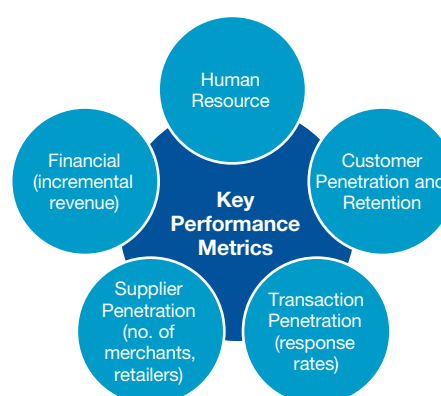 Human
Resource
Financial
(incremental
revenue)
Customer
Penetration and
Retention
Key
Performance
Metrics
Supplier
Penetration
(no. of
merchants,
retailers)
Transaction
Penetration
(response
rates)